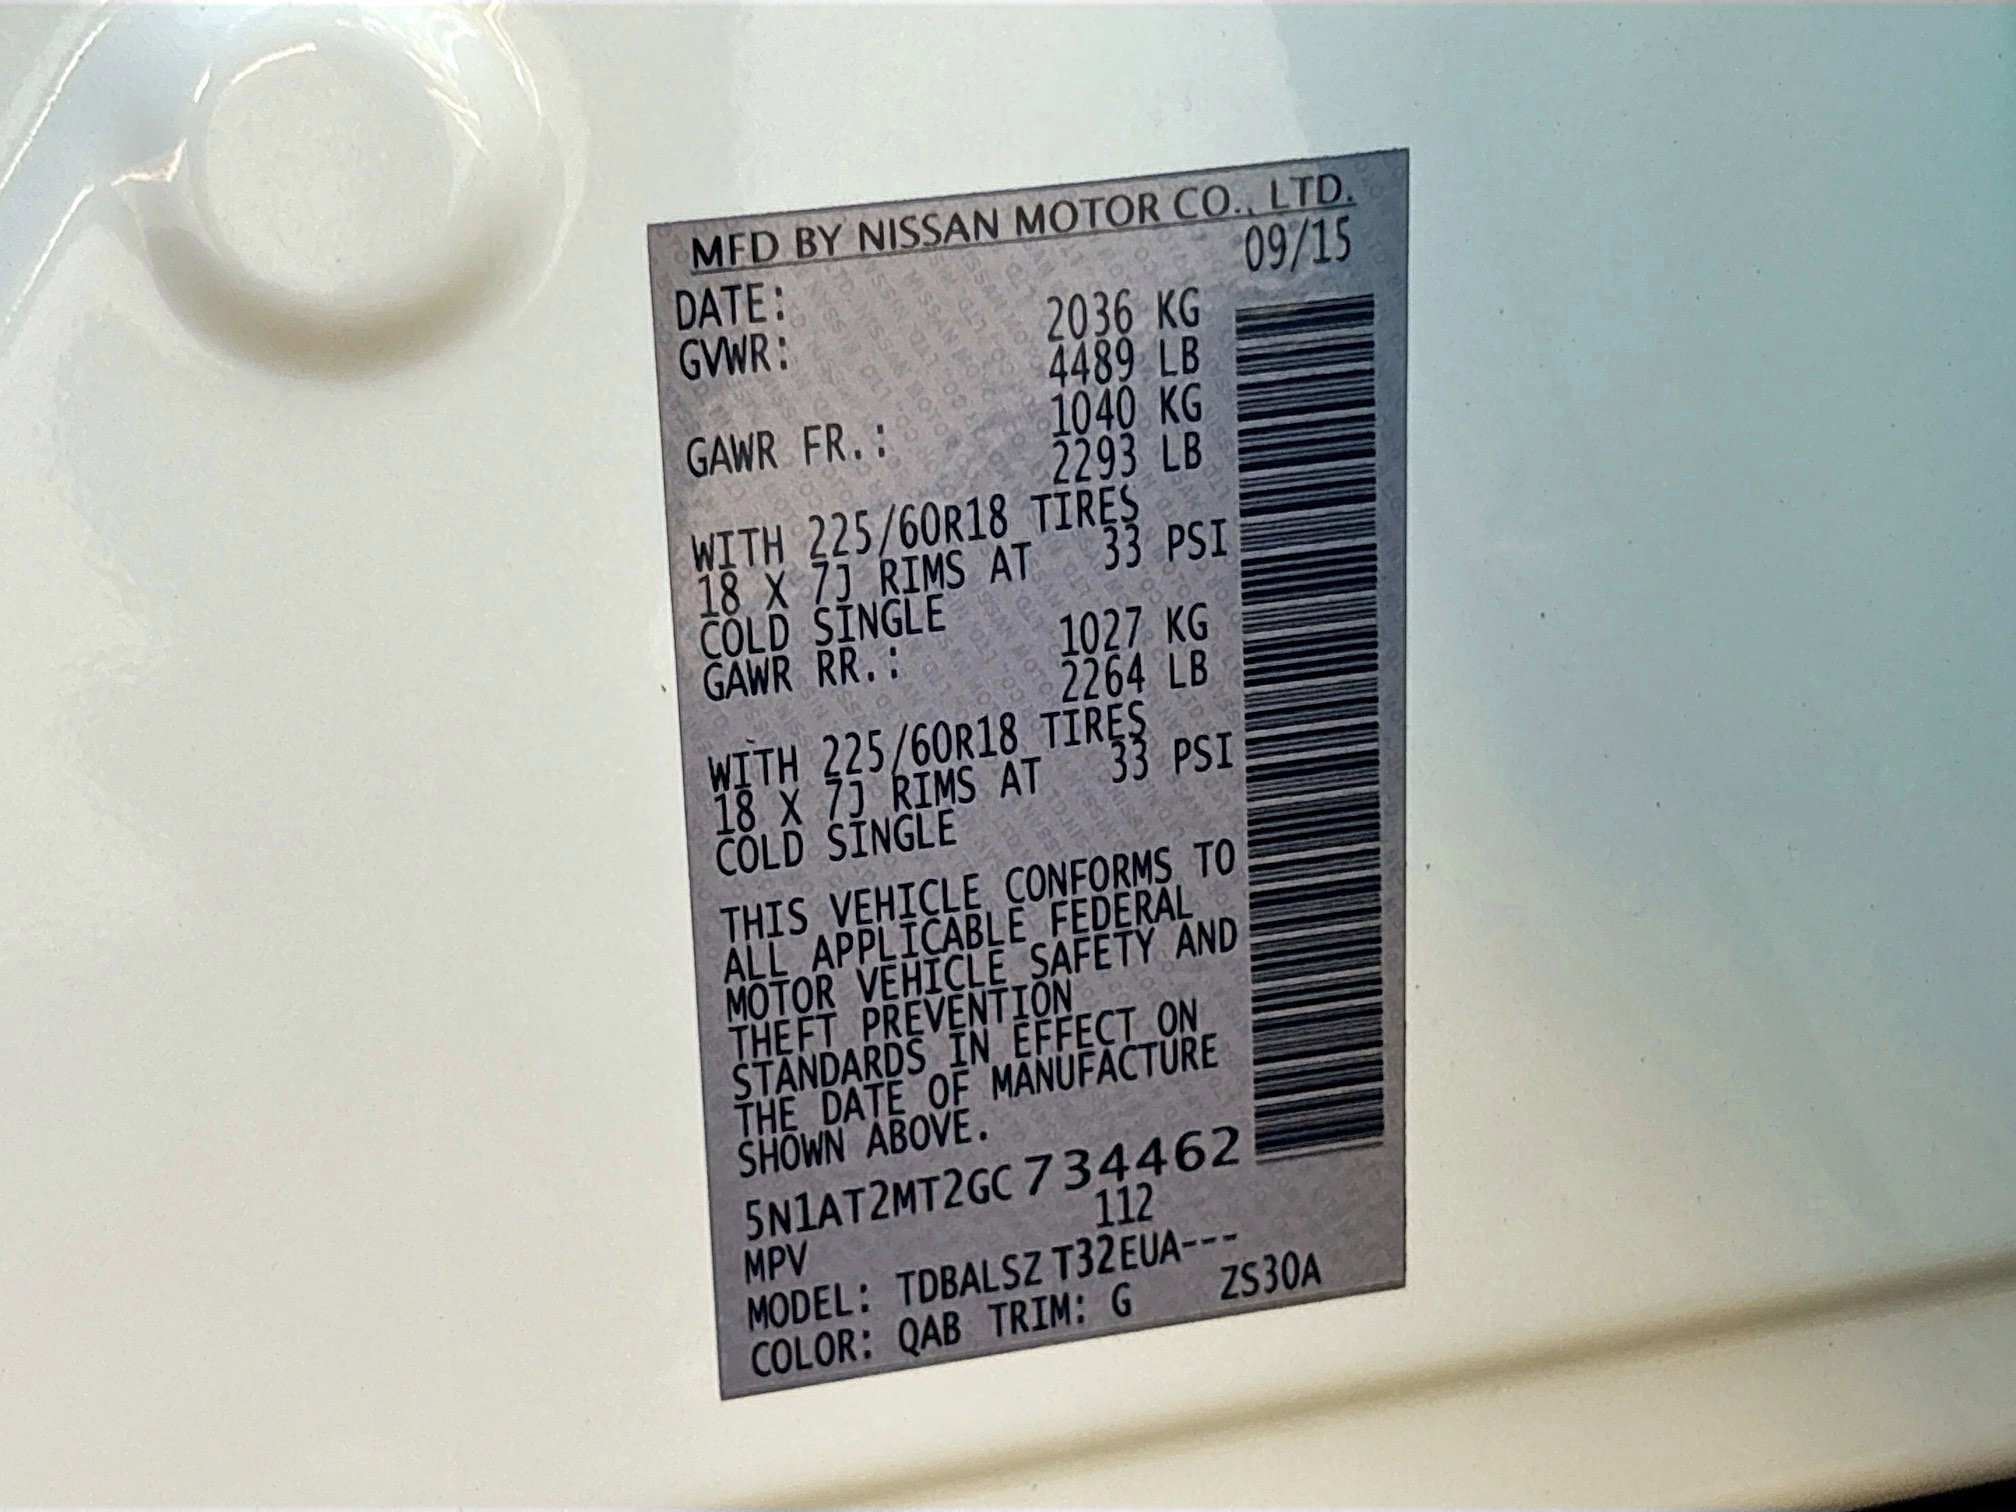 MFD BY NISSAN MOTOR CO., LTD.
DATE: 09/15
GVWR: 2036 KG
4489 LB
GAWR FR.: 1040 KG
2293 LB
WITH 225/60R18 TIRES
18 X 7J RIMS AT 33 PSI
COLD SINGLE
GAWR RR.: 1027 KG
2264 LB
WITH 225/60R18 TIRES
18 X 7J RIMS AT 33 PSI
COLD SINGLE
THIS VEHICLE CONFORMS TO
ALL APPLICABLE FEDERAL
MOTOR VEHICLE SAFETY AND
THEFT PREVENTION
STANDARDS IN EFFECT ON
THE DATE OF MANUFACTURE
SHOWN ABOVE.
5N1AT2MT2GC734462
MPV 112
MODEL: TDBALSZ T32EUA---
COLOR: QAB TRIM: G ZS30A